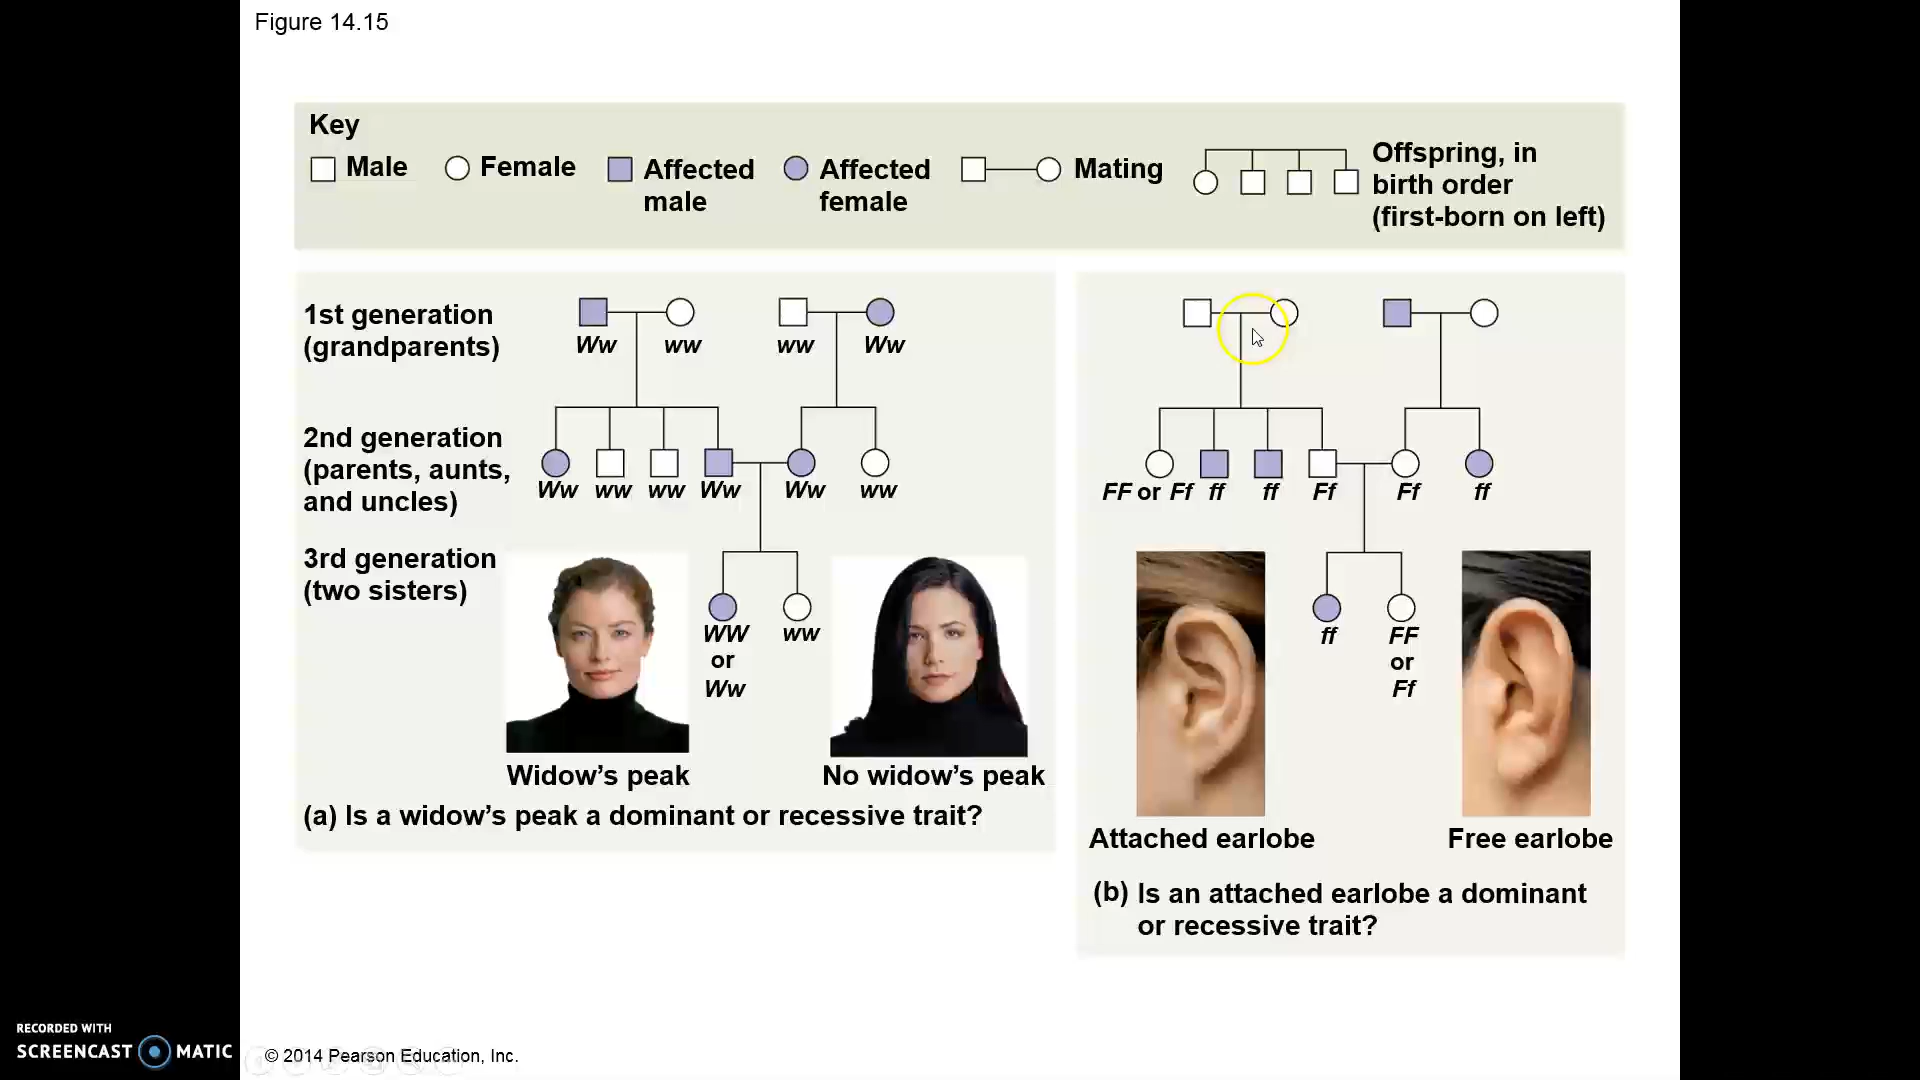 Figure 14.15
Key
Male
Female
Affected
male
Affected
female
Mating
Offspring, in
birth order
(first-born on left)
1st generation
(grandparents)
Ww ww ww Ww
2nd generation
(parents, aunts,
and uncles)
Ww ww ww Ww Ww ww
3rd generation
(two sisters)
WW
or
Ww
ww
Widow's peak
No widow's peak
(a) Is a widow's peak a dominant or recessive trait?
FF or Ff ff ff Ff Ff ff
ff
FF
or
Ff
Attached earlobe
Free earlobe
(b) Is an attached earlobe a dominant
or recessive trait?
RECORDED WITH
SCREENCAST MATIC
© 2014 Pearson Education, Inc.